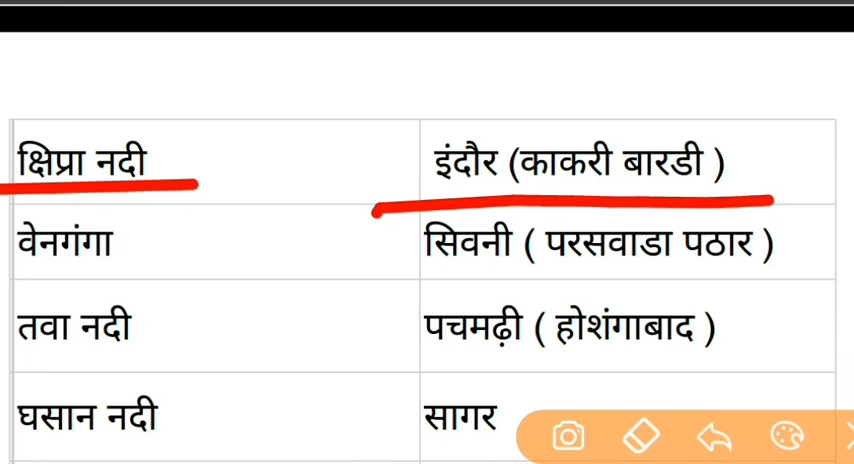 क्षिप्रा नदी इंदौर (काकरी बारडी )
वेनगंगा सिवनी ( परसवाडा पठार )
तवा नदी पचमढ़ी ( होशंगाबाद )
घसान नदी सागर